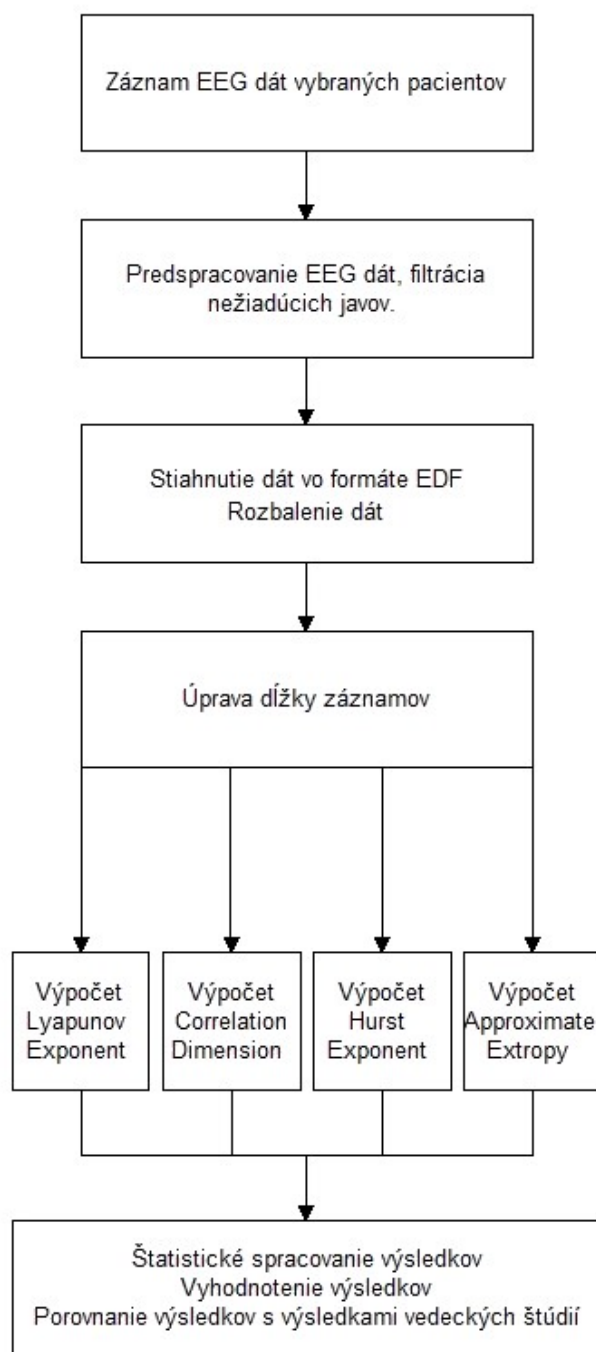 Záznam EEG dát vybraných pacientov
Predspracovanie EEG dát, filtrácia
nežiadúcich javov.
Stiahnutie dát vo formáte EDF
Rozbalenie dát
Úprava dĺžky záznamov
Výpočet
Lyapunov
Exponent
Výpočet
Correlation
Dimension
Výpočet
Hurst
Exponent
Výpočet
Approximate
Extropy
Štatistické spracovanie výsledkov
Vyhodnotenie výsledkov
Porovnanie výsledkov s výsledkami vedeckých štúdií